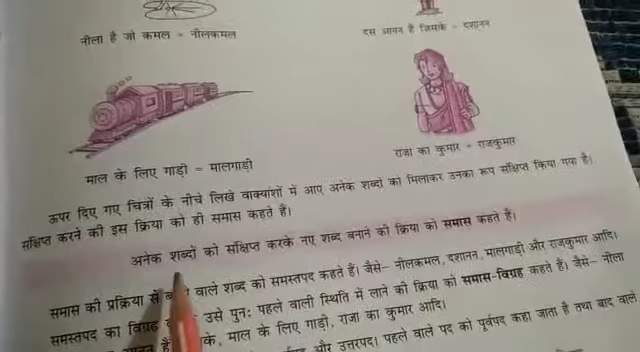 नीला है जो कमल = नीलकमल
दस आनन है जिसके = दशानन
माल के लिए गाड़ी = मालगाड़ी
राजा का कुमार = राजकुमार
ऊपर दिए गए चित्रों के नीचे लिखे वाक्यांशों में आए अनेक शब्दों को मिलाकर उनका रूप संक्षिप्त किया गया है।
संक्षिप्त करने की इस क्रिया को ही समास कहते हैं।
अनेक शब्दों को संक्षिप्त करके नए शब्द बनाने की क्रिया को समास कहते हैं।
समास की प्रक्रिया से वाले शब्द को समस्तपद कहते हैं। जैसे– नीलकमल, दशानन, मालगाड़ी और राजकुमार आदि।
समस्तपद का विग्रह उसे पुनः पहले वाली स्थिति में लाने की क्रिया को समास-विग्रह कहते हैं। जैसे– नीला
माल के लिए गाड़ी, राजा का कुमार आदि।
और उत्तरपद। पहले वाले पद को पूर्वपद कहा जाता है तथा बाद वाले